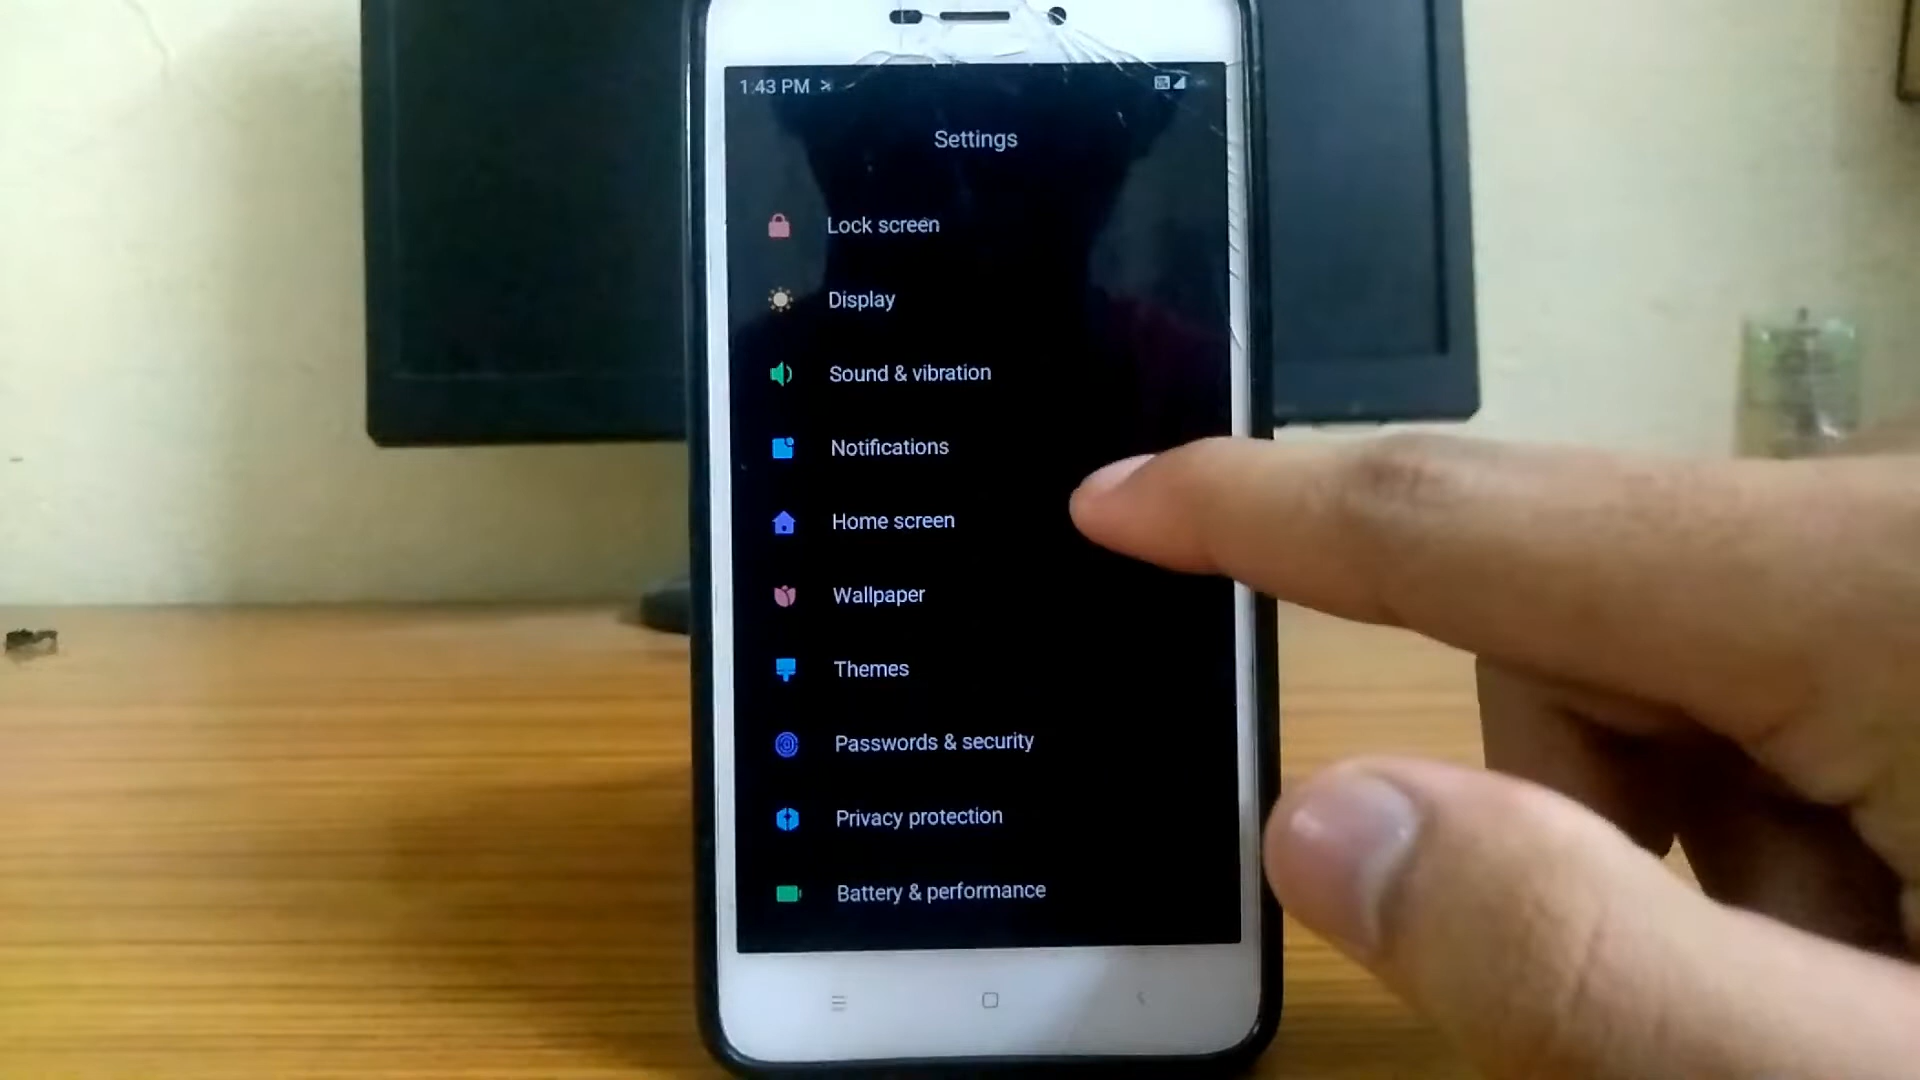 1:43 PM
Settings
Lock screen
Display
Sound & vibration
Notifications
Home screen
Wallpaper
Themes
Passwords & security
Privacy protection
Battery & performance